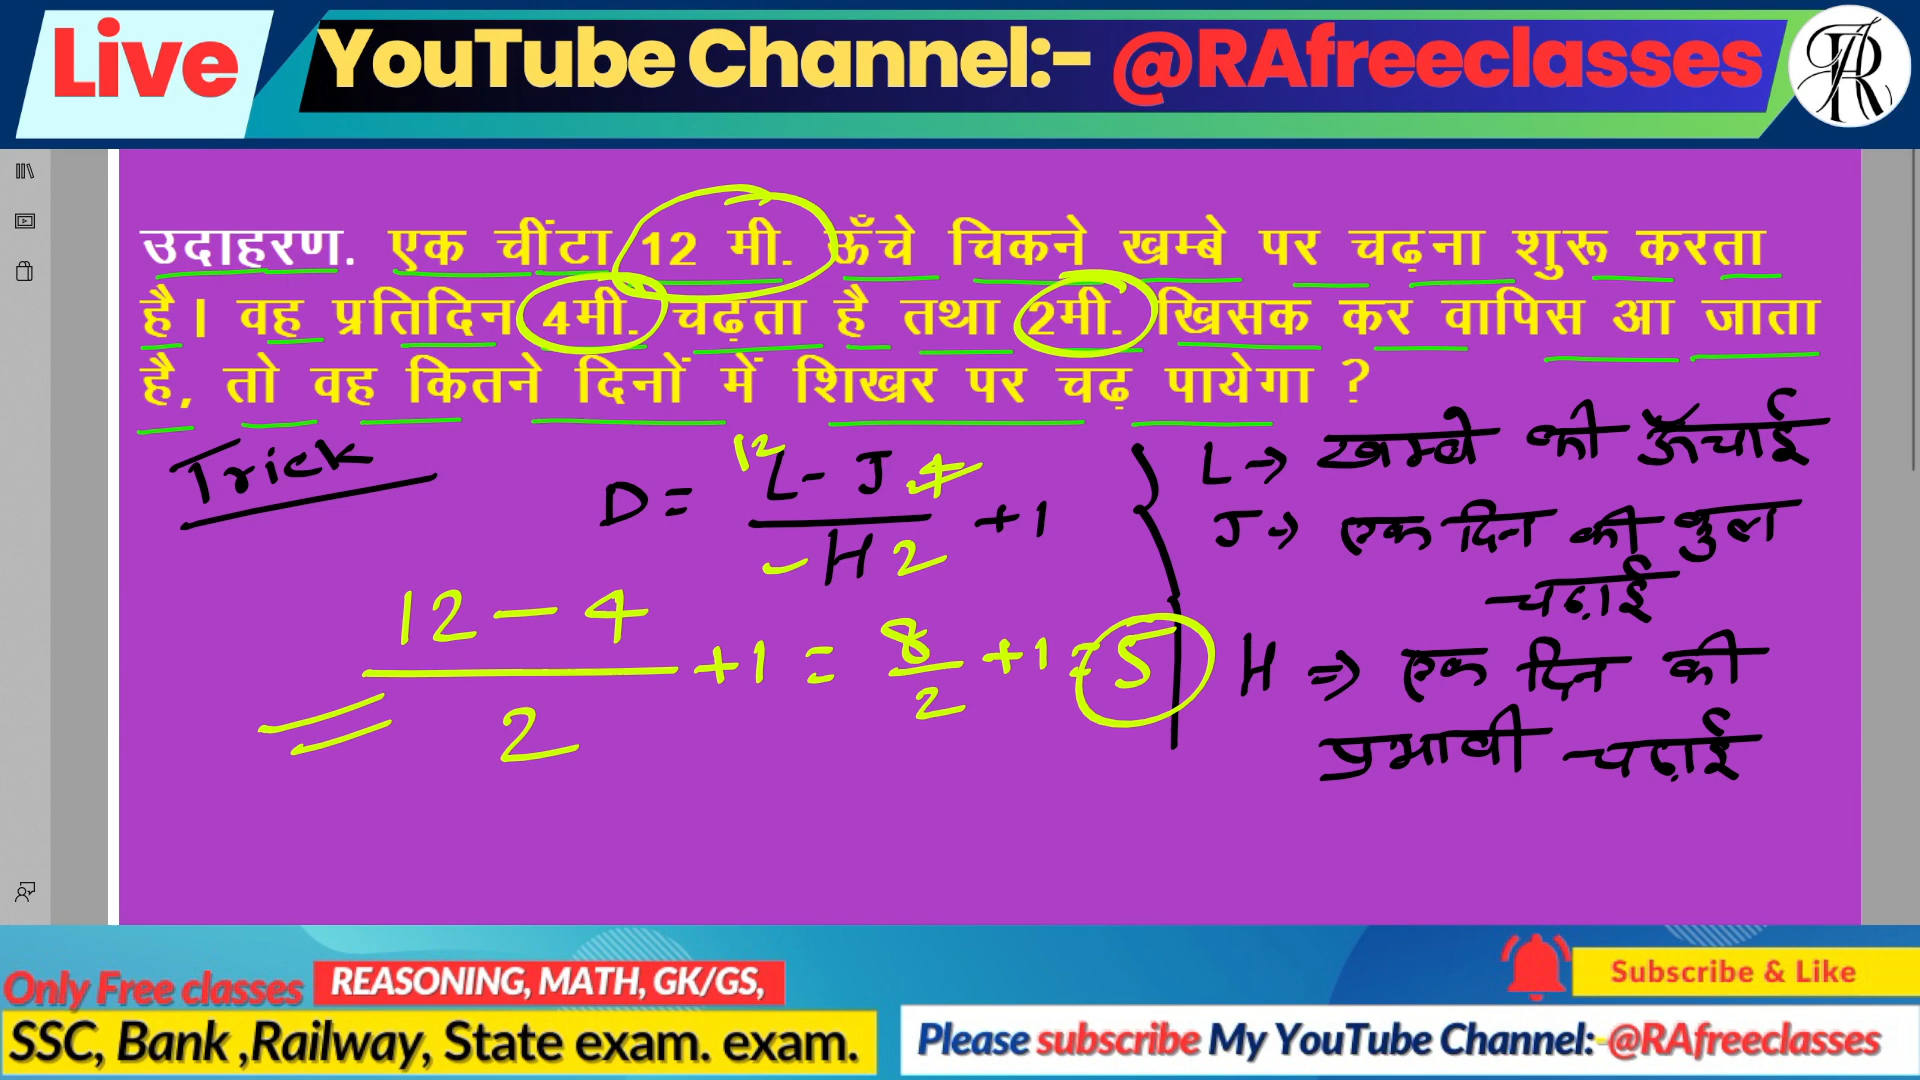 Live
YouTube Channel:- @RAfreeclasses
उदाहरण. एक चींटा 12 मी. ऊँचे चिकने खम्बे पर चढ़ना शुरू करता
है। वह प्रतिदिन 4मी. चढ़ता है तथा 2मी. खिसक कर वापिस आ जाता
है, तो वह कितने दिनों में शिखर पर चढ़ पायेगा ?
Trick
D = 12 L - J 4 / - H 2 + 1
12 - 4 / 2 + 1 = 8 / 2 + 1 = 5
L → खम्बे की ऊँचाई
J → एक दिन की कुल
चढ़ाई
H ⇒ एक दिन की
प्रभावी चढ़ाई
Only Free classes REASONING, MATH, GK/GS,
SSC, Bank ,Railway, State exam. exam.
Subscribe & Like
Please subscribe My YouTube Channel:-@RAfreeclasses